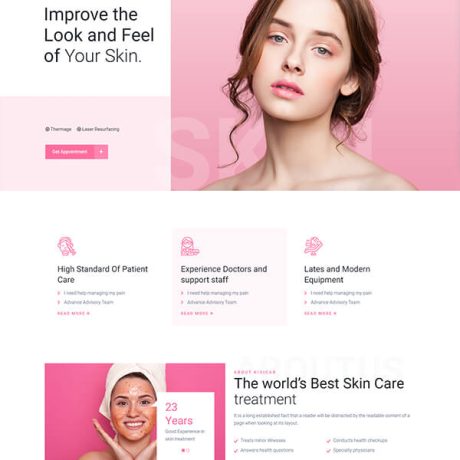 Improve the
Look and Feel
of Your Skin.
Thermage Laser Resurfacing
Get Appointment +
SKIN
High Standard Of Patient
Care
I need help managing my pain
Advance Advisory Team
READ MORE
Experience Doctors and
support staff
I need help managing my pain
Advance Advisory Team
READ MORE
Lates and Modern
Equipment
I need help managing my pain
Advance Advisory Team
READ MORE
ABOUTUS
The world's Best Skin Care
treatment
It is a long established fact that a reader will be distracted by the readable content of a
page when looking at its layout.
23
Years
Good Experience in
skin treatment
Treats minor illnesses
Conducts health checkups
Answers health questions
Specialty physicians